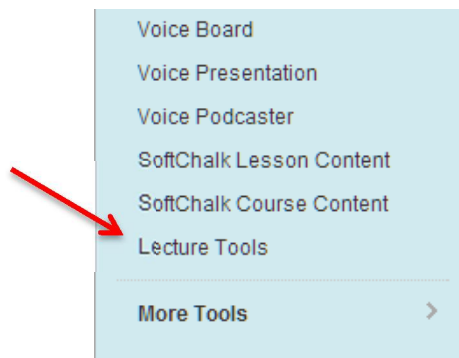 Voice Board
Voice Presentation
Voice Podcaster
SoftChalk Lesson Content
SoftChalk Course Content
Lecture Tools
More Tools